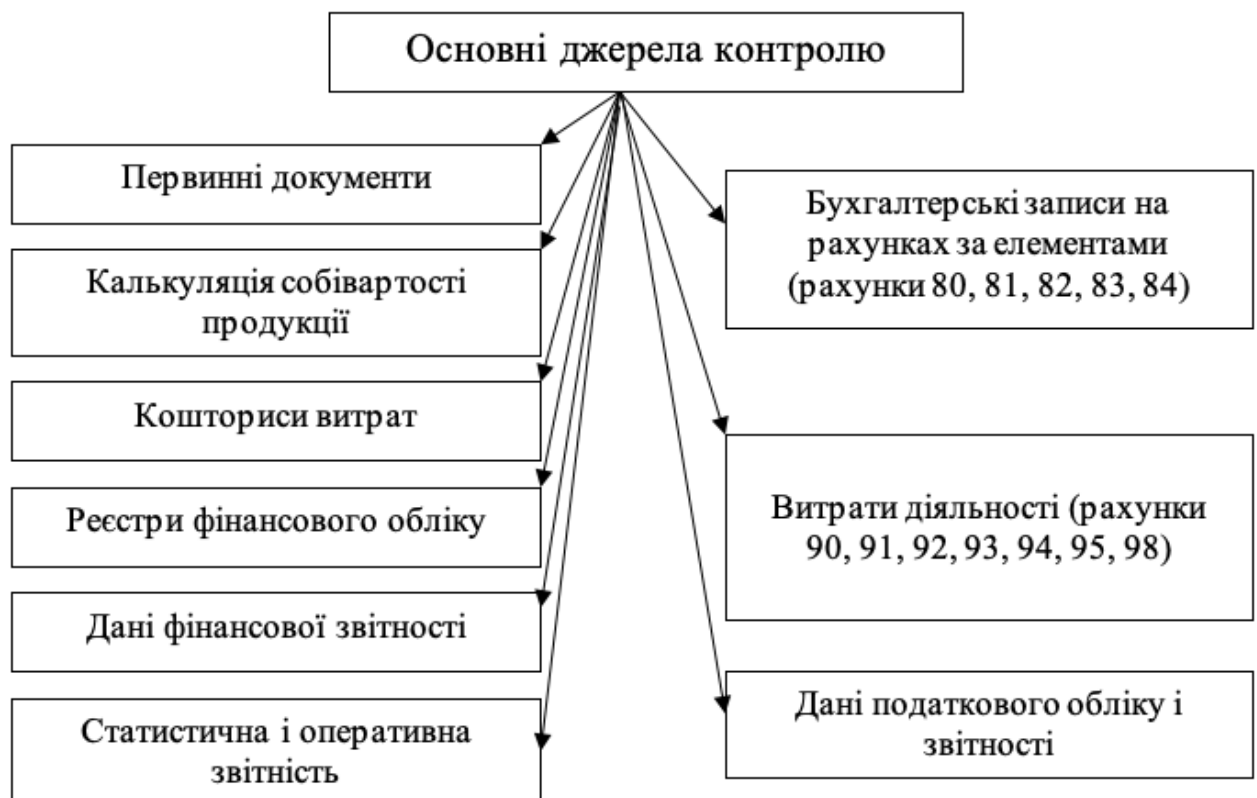 Основні джерела контролю
Первинні документи
Калькуляція собівартості
продукції
Кошториси витрат
Реєстри фінансового обліку
Дані фінансової звітності
Статистична і оперативна
звітність
Бухгалтерські записи на
рахунках за елементами
(рахунки 80, 81, 82, 83, 84)
Витрати діяльності (рахунки
90, 91, 92, 93, 94, 95, 98)
Дані податкового обліку і
звітності